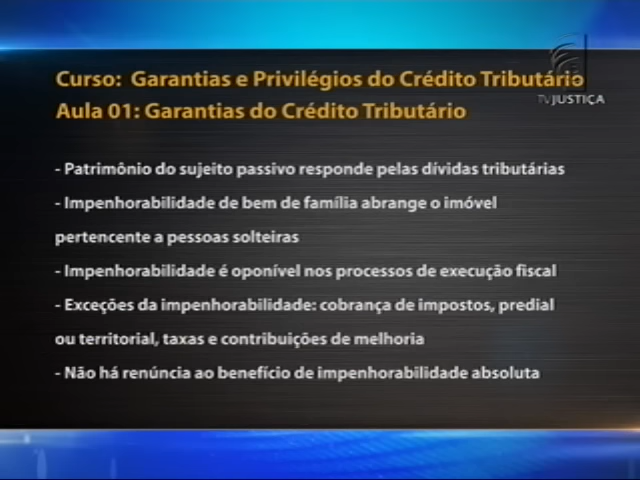 Curso: Garantias e Privilégios do Crédito Tributário
Aula 01: Garantias do Crédito Tributário
TVJUSTIÇA
- Patrimônio do sujeito passivo responde pelas dívidas tributárias
- Impenhorabilidade de bem de família abrange o imóvel
pertencente a pessoas solteiras
- Impenhorabilidade é oponível nos processos de execução fiscal
- Exceções da impenhorabilidade: cobrança de impostos, predial
ou territorial, taxas e contribuições de melhoria
- Não há renúncia ao benefício de impenhorabilidade absoluta